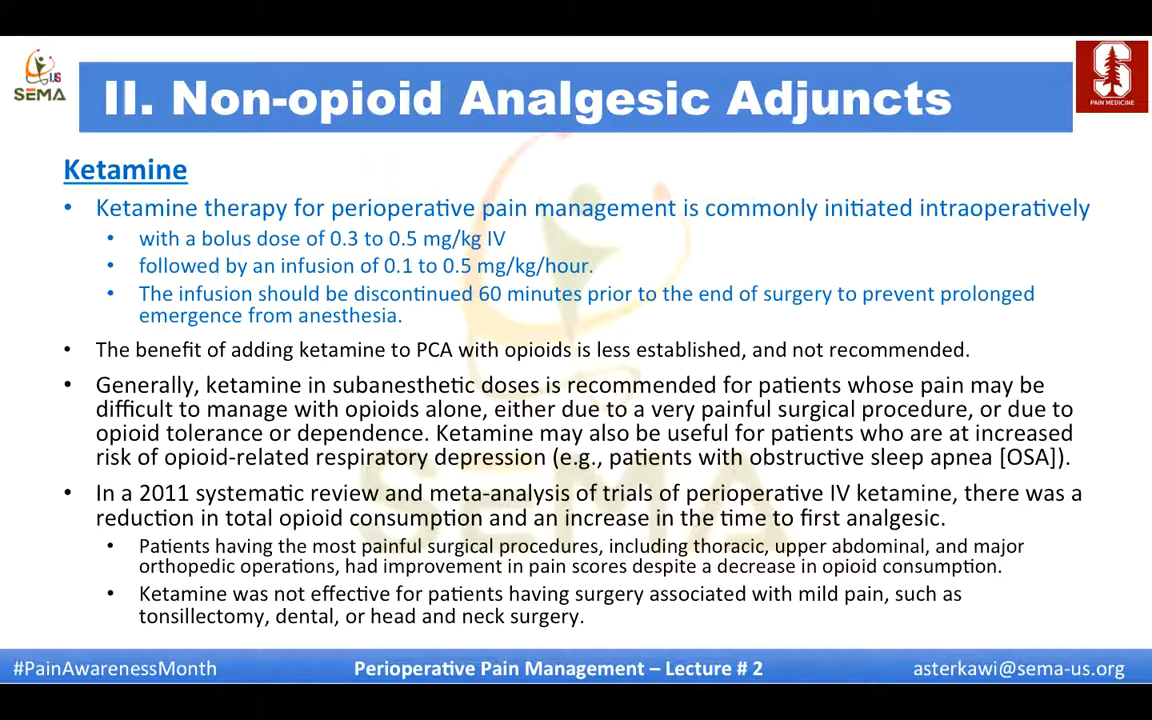 US
SEMA
II. Non-opioid Analgesic Adjuncts
S
PAIN MEDICINE
Ketamine
• Ketamine therapy for perioperative pain management is commonly initiated intraoperatively
• with a bolus dose of 0.3 to 0.5 mg/kg IV
• followed by an infusion of 0.1 to 0.5 mg/kg/hour.
• The infusion should be discontinued 60 minutes prior to the end of surgery to prevent prolonged
emergence from anesthesia.
• The benefit of adding ketamine to PCA with opioids is less established, and not recommended.
• Generally, ketamine in subanesthetic doses is recommended for patients whose pain may be
difficult to manage with opioids alone, either due to a very painful surgical procedure, or due to
opioid tolerance or dependence. Ketamine may also be useful for patients who are at increased
risk of opioid-related respiratory depression (e.g., patients with obstructive sleep apnea [OSA]).
• In a 2011 systematic review and meta-analysis of trials of perioperative IV ketamine, there was a
reduction in total opioid consumption and an increase in the time to first analgesic.
• Patients having the most painful surgical procedures, including thoracic, upper abdominal, and major
orthopedic operations, had improvement in pain scores despite a decrease in opioid consumption.
• Ketamine was not effective for patients having surgery associated with mild pain, such as
tonsillectomy, dental, or head and neck surgery.
SEMA
#PainAwarenessMonth
Perioperative Pain Management – Lecture # 2
asterkawi@sema-us.org